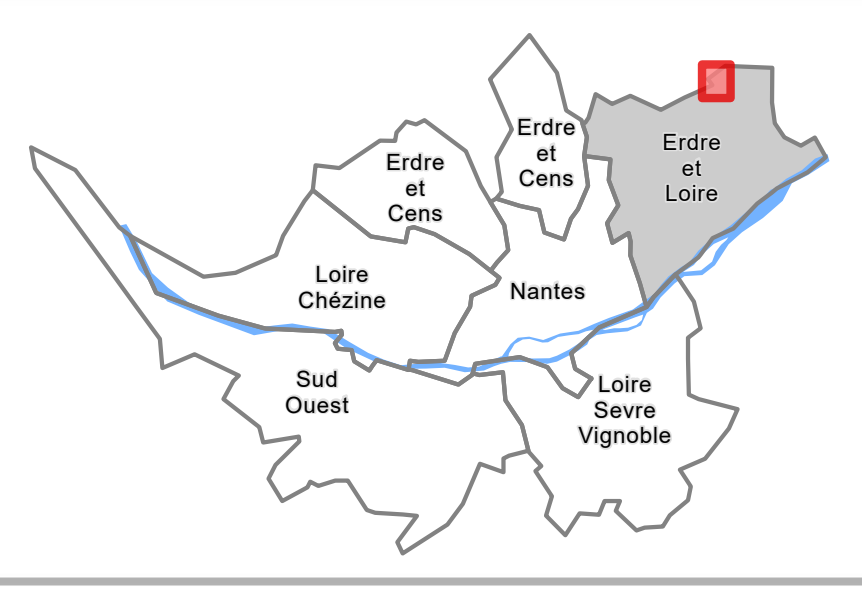 Erdre
et
Cens
Erdre
et
Loire
Erdre
et
Cens
Loire
Chézine
Nantes
Sud
Ouest
Loire
Sevre
Vignoble